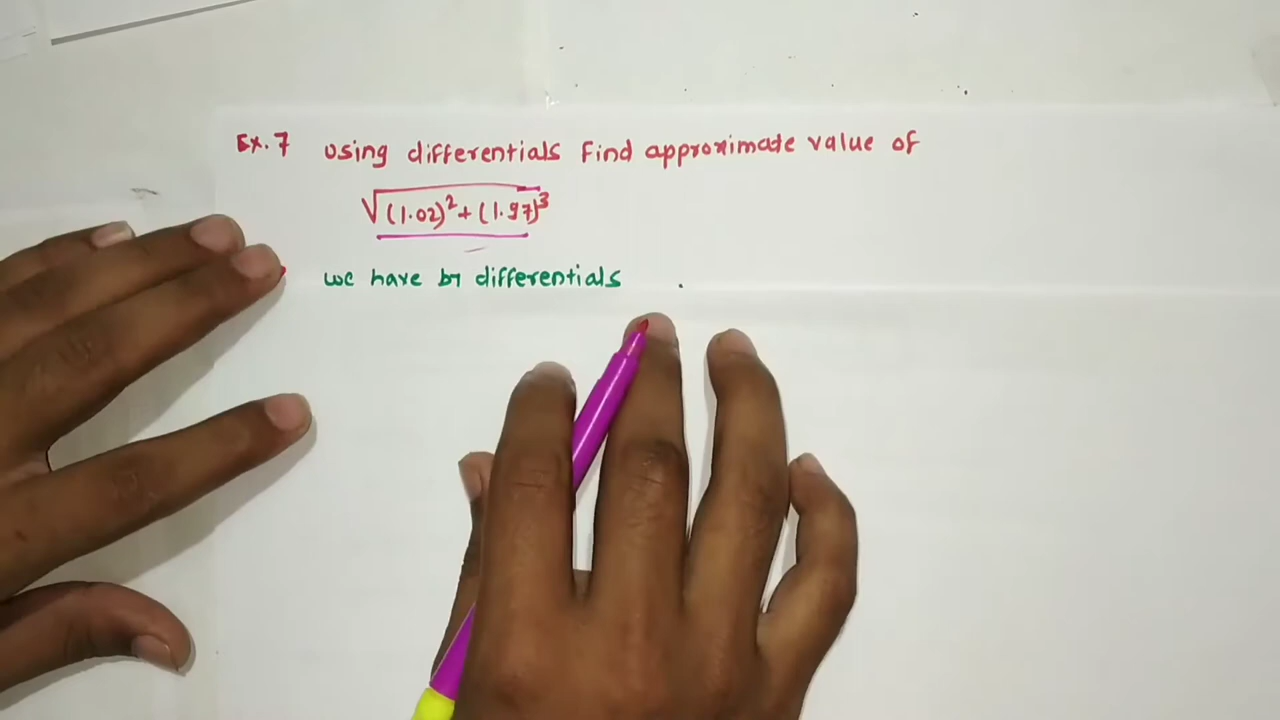 Ex.7 Using differentials Find approximate value of
√(1.02)²+(1.97)³
we have by differentials